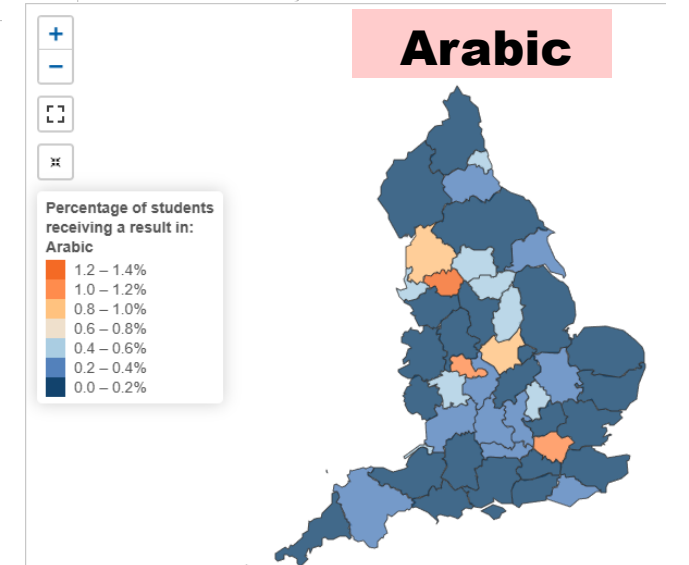 Arabic
+
−
Percentage of students
receiving a result in:
Arabic
1.2 – 1.4%
1.0 – 1.2%
0.8 – 1.0%
0.6 – 0.8%
0.4 – 0.6%
0.2 – 0.4%
0.0 – 0.2%